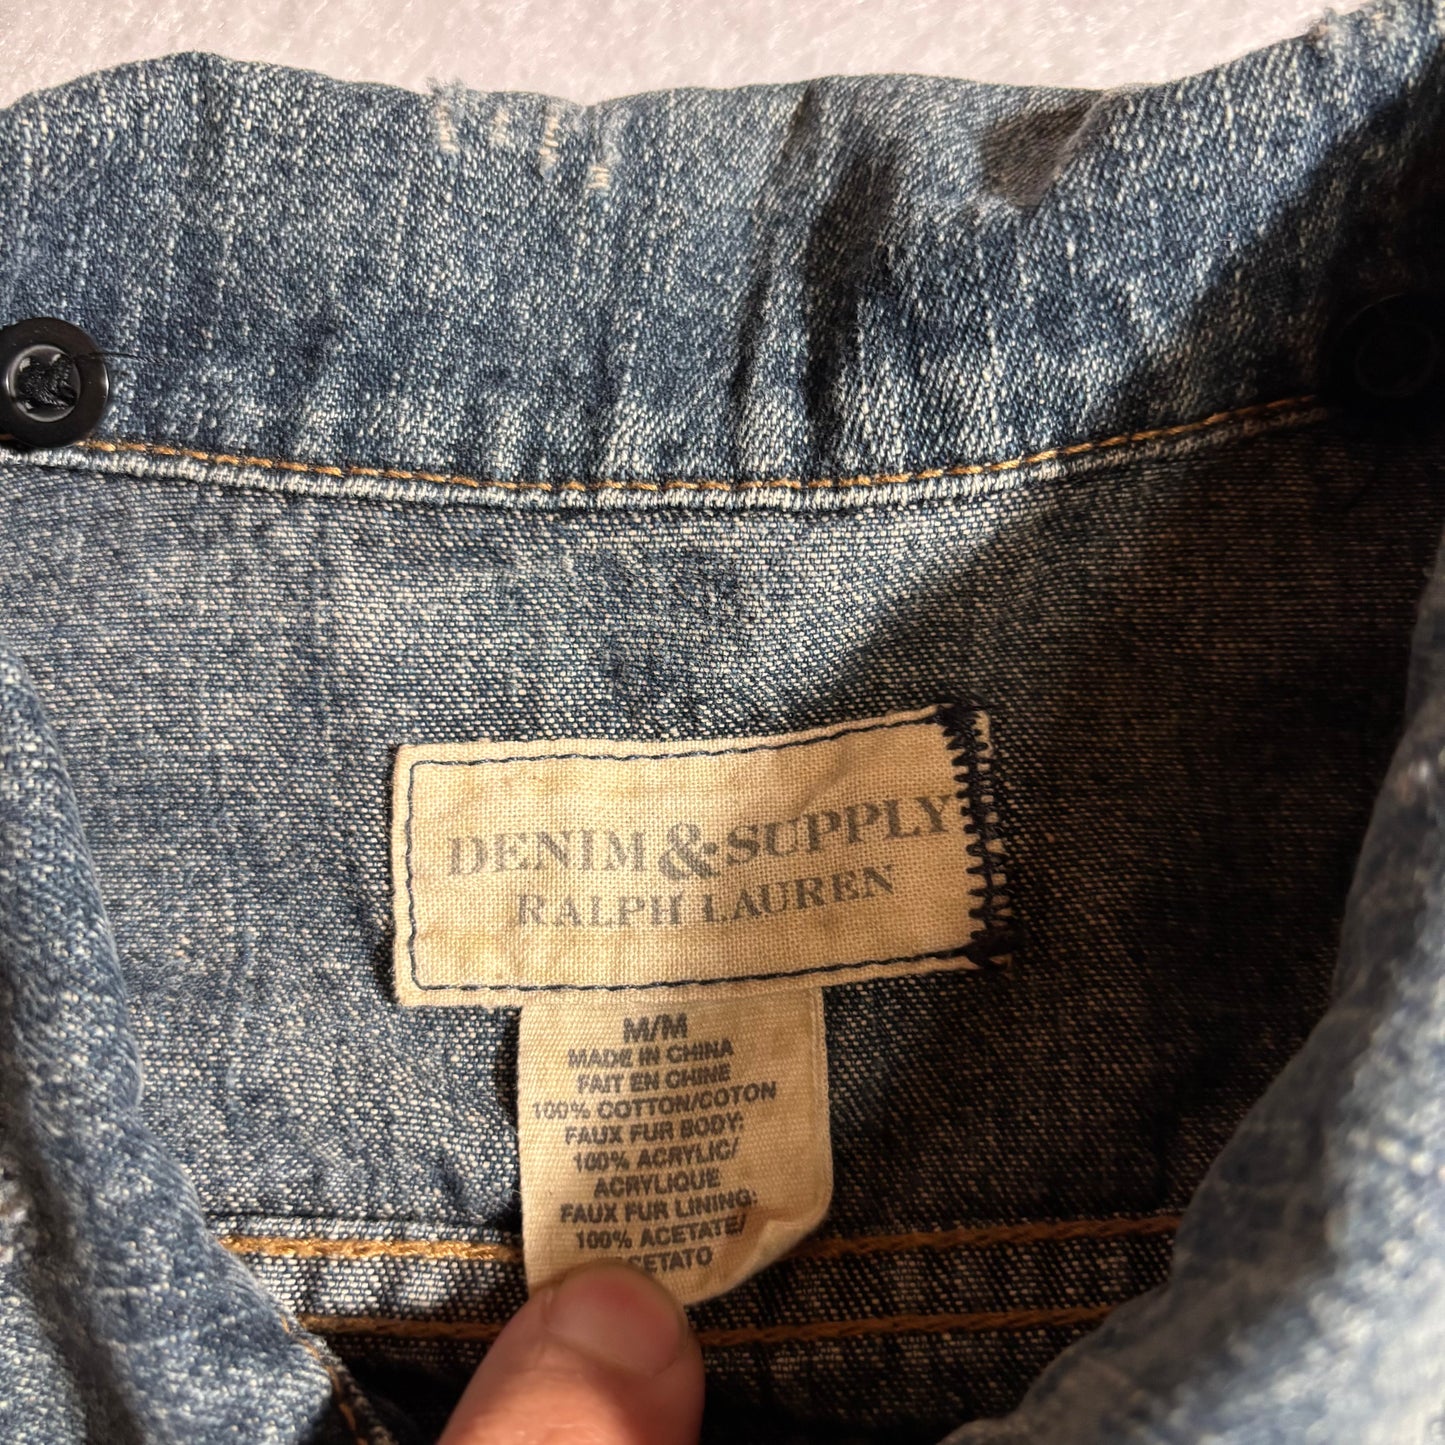 DENIM & SUPPLY
RALPH LAUREN
M/M
MADE IN CHINA
FAIT EN CHINE
100% COTTON/COTON
FAUX FUR BODY:
100% ACRYLIC/
ACRYLIQUE
FAUX FUR LINING:
100% ACETATE/
ACETATO